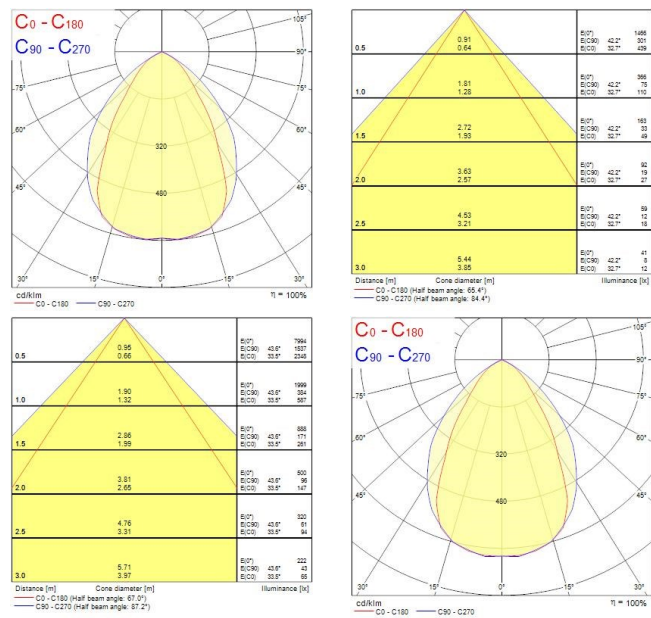 C0 - C180
C90 - C270
105°
90°
75°
75°
60°
60°
320
45°
45°
480
30°
15°
0°
15°
30°
cd/klm
η = 100%
C0 - C180 C90 - C270
0.5 0.91 0.64 E(0°) 1466 E(C90) 42.2° 301 E(C0) 32.7° 439
1.0 1.81 1.28 E(0°) 366 E(C90) 42.2° 75 E(C0) 32.7° 110
1.5 2.72 1.93 E(0°) 163 E(C90) 42.2° 33 E(C0) 32.7° 49
2.0 3.63 2.57 E(0°) 92 E(C90) 42.2° 19 E(C0) 32.7° 27
2.5 4.53 3.21 E(0°) 59 E(C90) 42.2° 12 E(C0) 32.7° 18
3.0 5.44 3.85 E(0°) 41 E(C90) 42.2° E(C0) 32.7° 12
Distance [m] Cone diameter [m] Illuminance [lx]
C0 - C180 (Half beam angle: 65.4°)
C90 - C270 (Half beam angle: 84.4°)
0.5 0.95 0.66 E(0°) 7994 E(C90) 43.6° 1537 E(C0) 33.5° 2346
1.0 1.90 1.32 E(0°) 1999 E(C90) 43.6° 384 E(C0) 33.5° 587
1.5 2.86 1.99 E(0°) 888 E(C90) 43.6° 171 E(C0) 33.5° 261
2.0 3.81 2.65 E(0°) 500 E(C90) 43.6° 96 E(C0) 33.5° 147
2.5 4.76 3.31 E(0°) 320 E(C90) 43.6° 61 E(C0) 33.5° 94
3.0 5.71 3.97 E(0°) 222 E(C90) 43.6° 43 E(C0) 33.5° 65
Distance [m] Cone diameter [m] Illuminance [lx]
C0 - C180 (Half beam angle: 67.0°)
C90 - C270 (Half beam angle: 87.2°)
C0 - C180
C90 - C270
105°
90°
75°
75°
60°
60°
320
45°
45°
480
30°
15°
0°
15°
30°
cd/klm
η = 100%
C0 - C180 C90 - C270